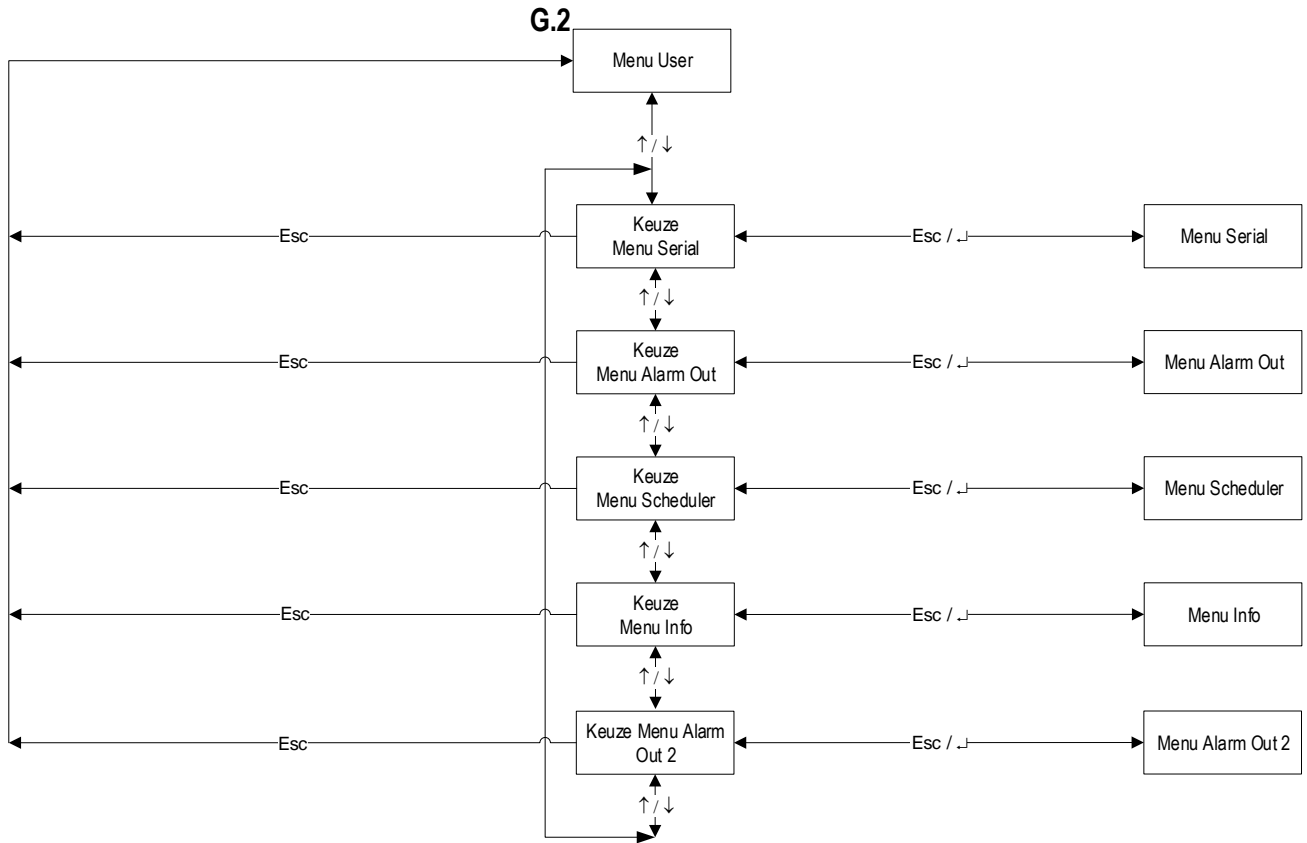 G.2
Menu User
↑ / ↓
Keuze
Menu Serial
Esc
Esc / ↵
Menu Serial
↑ / ↓
Keuze
Menu Alarm Out
Esc
Esc / ↵
Menu Alarm Out
↑ / ↓
Keuze
Menu Scheduler
Esc
Esc / ↵
Menu Scheduler
↑ / ↓
Keuze
Menu Info
Esc
Esc / ↵
Menu Info
↑ / ↓
Keuze Menu Alarm
Out 2
Esc
Esc / ↵
Menu Alarm Out 2
↑ / ↓